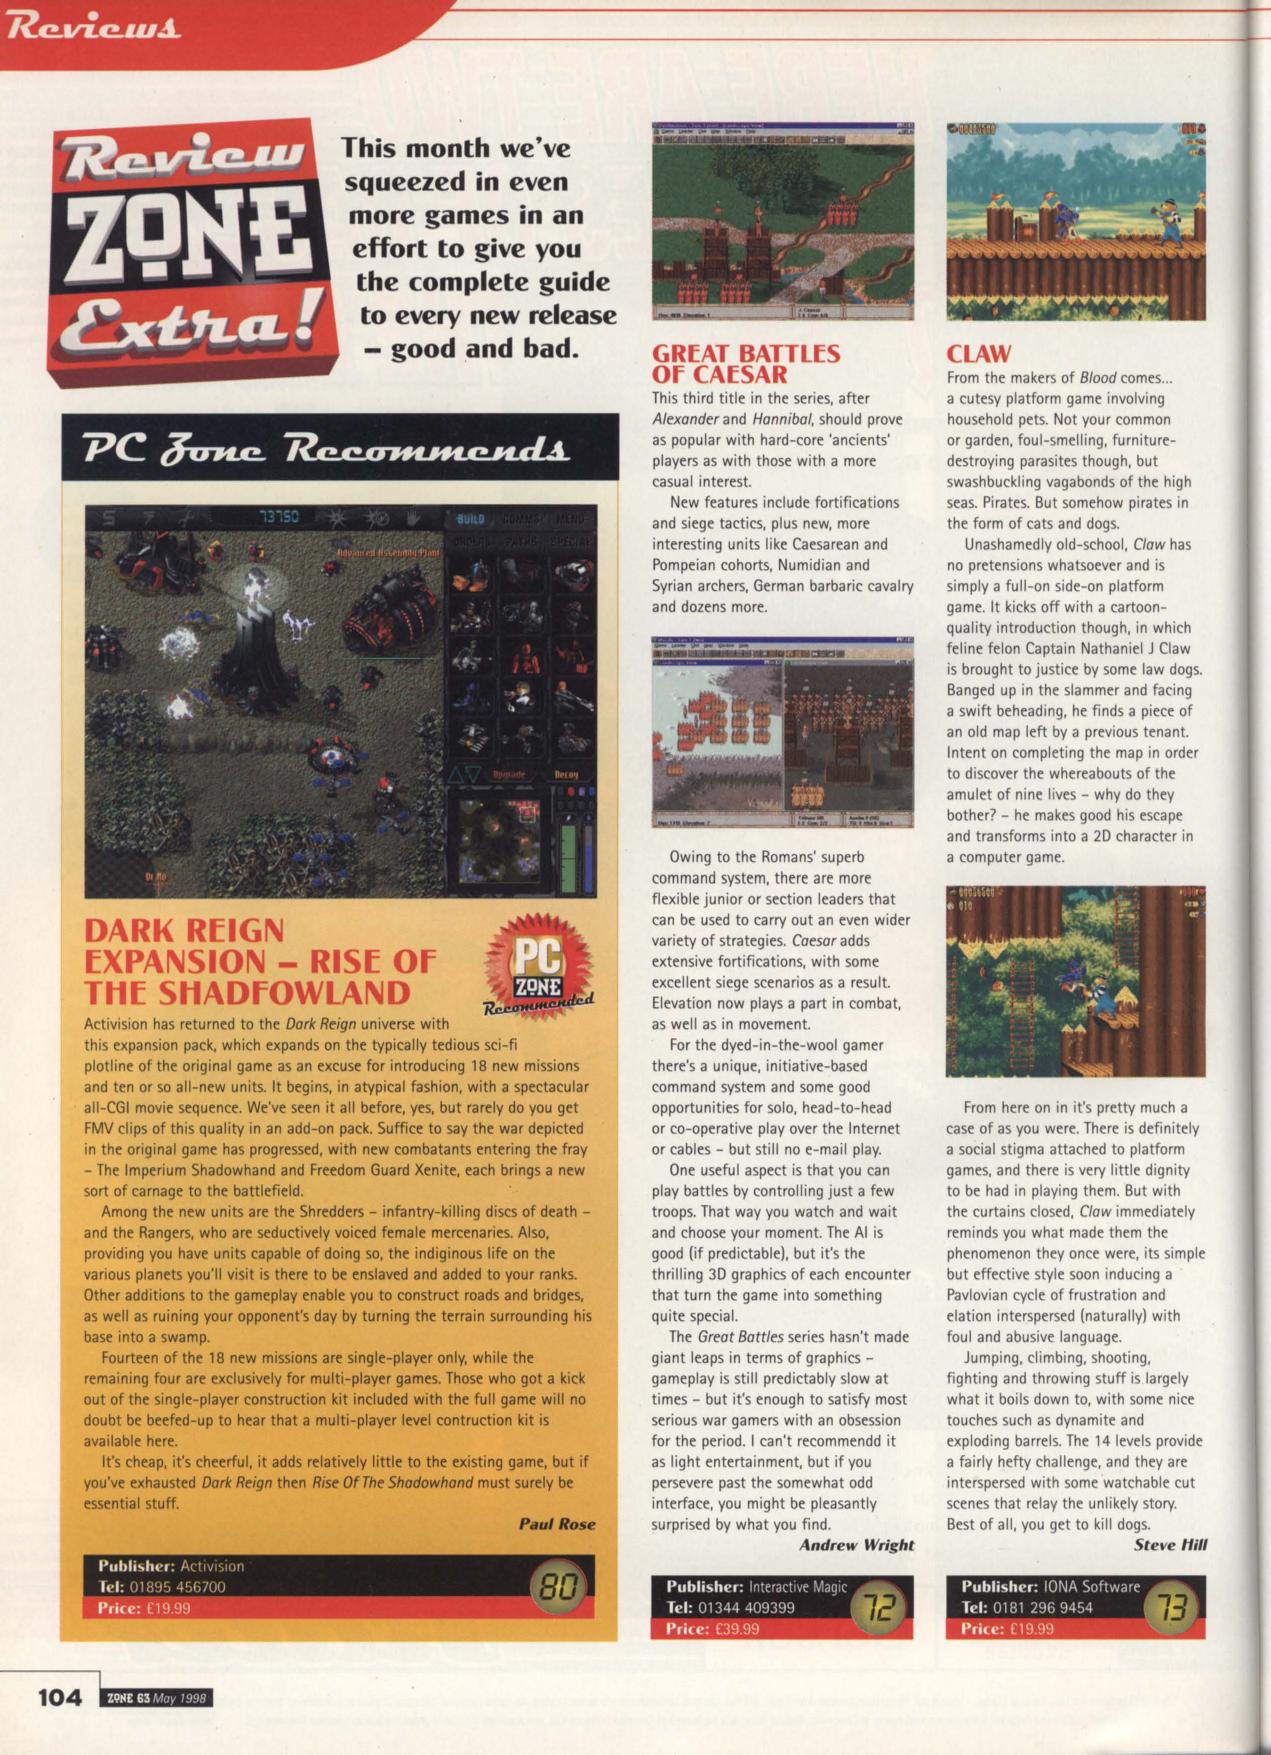 Reviews
Review
ZONE
Extra!
This month we've
squeezed in even
more games in an
effort to give you
the complete guide
to every new release
– good and bad.
PC Zone Recommends
73750
BUILD
Advanced Assembly Plant
Upgrade
Decoy
DARK REIGN
EXPANSION – RISE OF
THE SHADFOWLAND
PC
ZONE
Recommended
Activision has returned to the Dark Reign universe with
this expansion pack, which expands on the typically tedious sci-fi
plotline of the original game as an excuse for introducing 18 new missions
and ten or so all-new units. It begins, in atypical fashion, with a spectacular
all-CGI movie sequence. We've seen it all before, yes, but rarely do you get
FMV clips of this quality in an add-on pack. Suffice to say the war depicted
in the original game has progressed, with new combatants entering the fray
– The Imperium Shadowhand and Freedom Guard Xenite, each brings a new
sort of carnage to the battlefield.
Among the new units are the Shredders – infantry-killing discs of death –
and the Rangers, who are seductively voiced female mercenaries. Also,
providing you have units capable of doing so, the indiginous life on the
various planets you'll visit is there to be enslaved and added to your ranks.
Other additions to the gameplay enable you to construct roads and bridges,
as well as ruining your opponent's day by turning the terrain surrounding his
base into a swamp.
Fourteen of the 18 new missions are single-player only, while the
remaining four are exclusively for multi-player games. Those who got a kick
out of the single-player construction kit included with the full game will no
doubt be beefed-up to hear that a multi-player level contruction kit is
available here.
It's cheap, it's cheerful, it adds relatively little to the existing game, but if
you've exhausted Dark Reign then Rise Of The Shadowhand must surely be
essential stuff.
Paul Rose
Publisher: Activision
Tel: 01895 456700
Price: £19.99
80
GREAT BATTLES
OF CAESAR
This third title in the series, after
Alexander and Hannibal, should prove
as popular with hard-core 'ancients'
players as with those with a more
casual interest.
New features include fortifications
and siege tactics, plus new, more
interesting units like Caesarean and
Pompeian cohorts, Numidian and
Syrian archers, German barbaric cavalry
and dozens more.
Owing to the Romans' superb
command system, there are more
flexible junior or section leaders that
can be used to carry out an even wider
variety of strategies. Caesar adds
extensive fortifications, with some
excellent siege scenarios as a result.
Elevation now plays a part in combat,
as well as in movement.
For the dyed-in-the-wool gamer
there's a unique, initiative-based
command system and some good
opportunities for solo, head-to-head
or co-operative play over the Internet
or cables – but still no e-mail play.
One useful aspect is that you can
play battles by controlling just a few
troops. That way you watch and wait
and choose your moment. The AI is
good (if predictable), but it's the
thrilling 3D graphics of each encounter
that turn the game into something
quite special.
The Great Battles series hasn't made
giant leaps in terms of graphics –
gameplay is still predictably slow at
times – but it's enough to satisfy most
serious war gamers with an obsession
for the period. I can't recommendd it
as light entertainment, but if you
persevere past the somewhat odd
interface, you might be pleasantly
surprised by what you find.
Andrew Wright
Publisher: Interactive Magic
Tel: 01344 409399
Price: £39.99
72
CLAW
From the makers of Blood comes...
a cutesy platform game involving
household pets. Not your common
or garden, foul-smelling, furniture-
destroying parasites though, but
swashbuckling vagabonds of the high
seas. Pirates. But somehow pirates in
the form of cats and dogs.
Unashamedly old-school, Claw has
no pretensions whatsoever and is
simply a full-on side-on platform
game. It kicks off with a cartoon-
quality introduction though, in which
feline felon Captain Nathaniel J Claw
is brought to justice by some law dogs.
Banged up in the slammer and facing
a swift beheading, he finds a piece of
an old map left by a previous tenant.
Intent on completing the map in order
to discover the whereabouts of the
amulet of nine lives – why do they
bother? – he makes good his escape
and transforms into a 2D character in
a computer game.
From here on in it's pretty much a
case of as you were. There is definitely
a social stigma attached to platform
games, and there is very little dignity
to be had in playing them. But with
the curtains closed, Claw immediately
reminds you what made them the
phenomenon they once were, its simple
but effective style soon inducing a
Pavlovian cycle of frustration and
elation interspersed (naturally) with
foul and abusive language.
Jumping, climbing, shooting,
fighting and throwing stuff is largely
what it boils down to, with some nice
touches such as dynamite and
exploding barrels. The 14 levels provide
a fairly hefty challenge, and they are
interspersed with some watchable cut
scenes that relay the unlikely story.
Best of all, you get to kill dogs.
Steve Hill
Publisher: IONA Software
Tel: 0181 296 9454
Price: £19.99
73
104
ZONE 63 May 1998